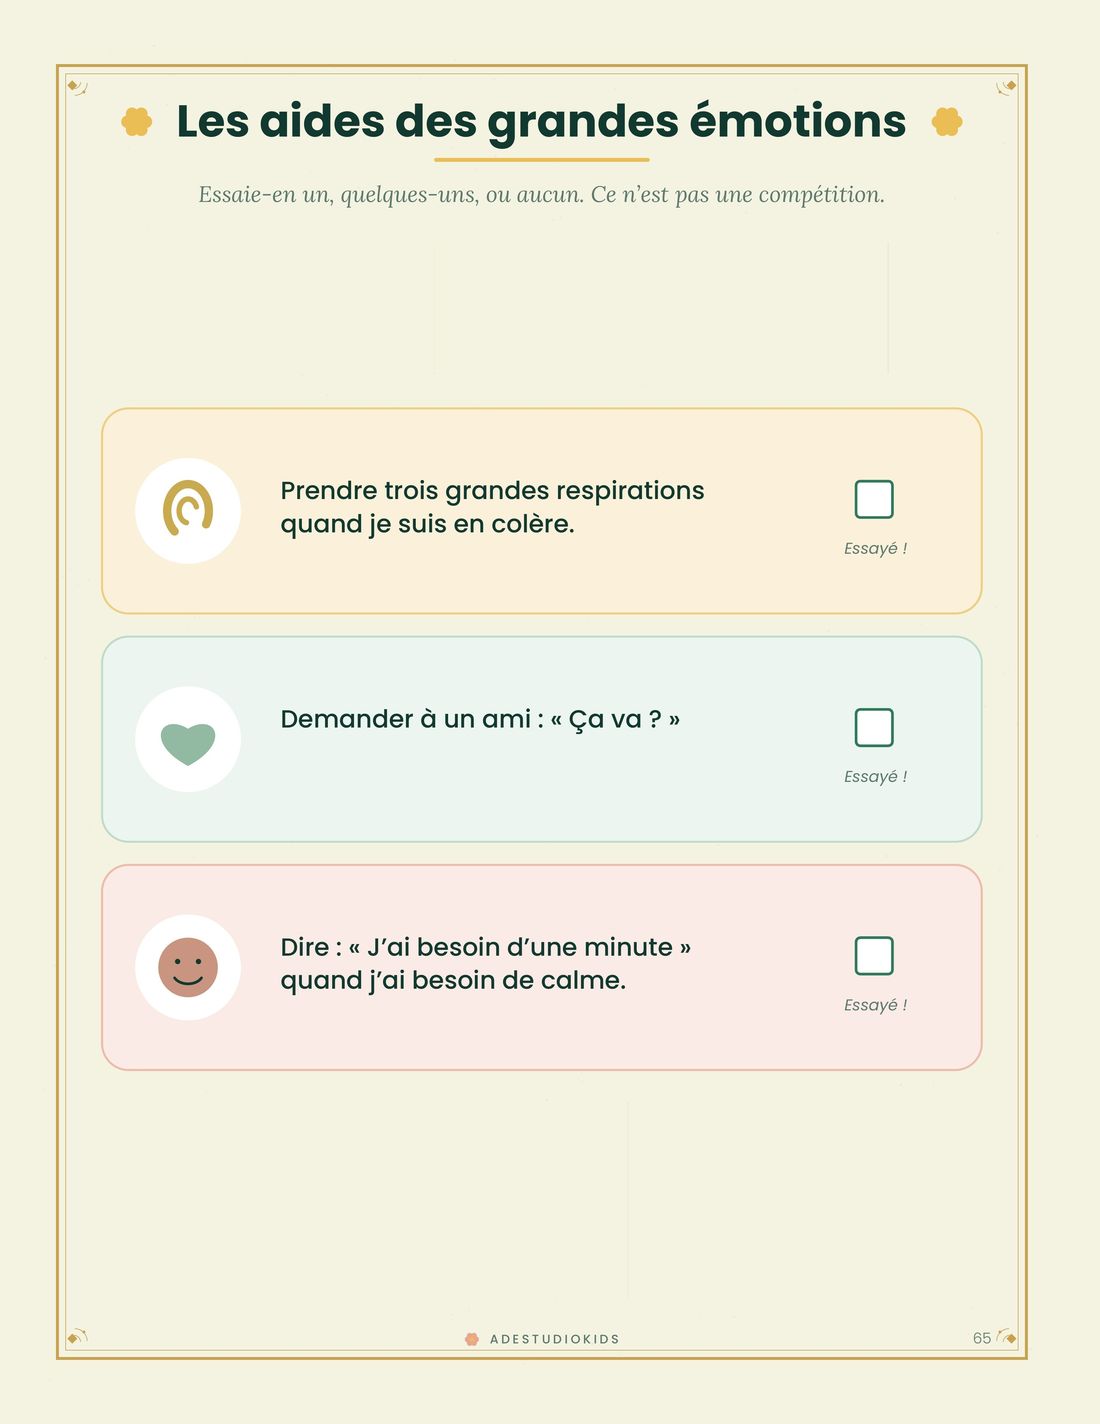 Les aides des grandes émotions
Essaie-en un, quelques-uns, ou aucun. Ce n’est pas une compétition.
Prendre trois grandes respirations
quand je suis en colère.
Essayé !
Demander à un ami : « Ça va ? »
Essayé !
Dire : « J’ai besoin d’une minute »
quand j’ai besoin de calme.
Essayé !
ADESTUDIOKIDS
65